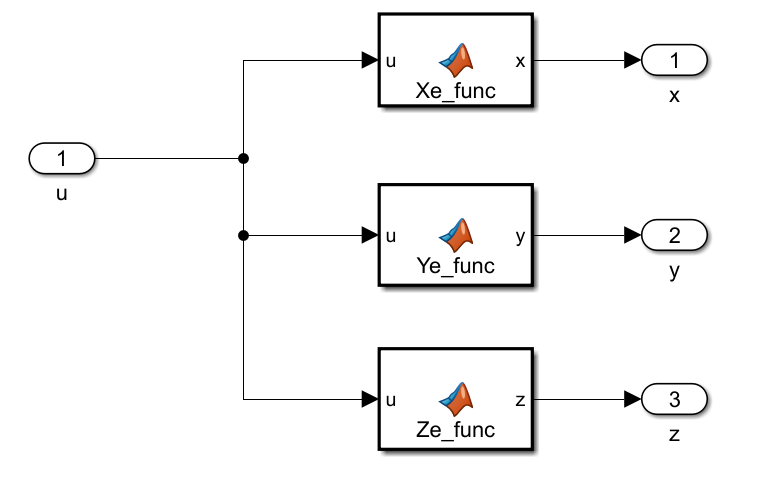 u x
Xe_func
1
x
1
u
u y
Ye_func
2
y
u z
Ze_func
3
z